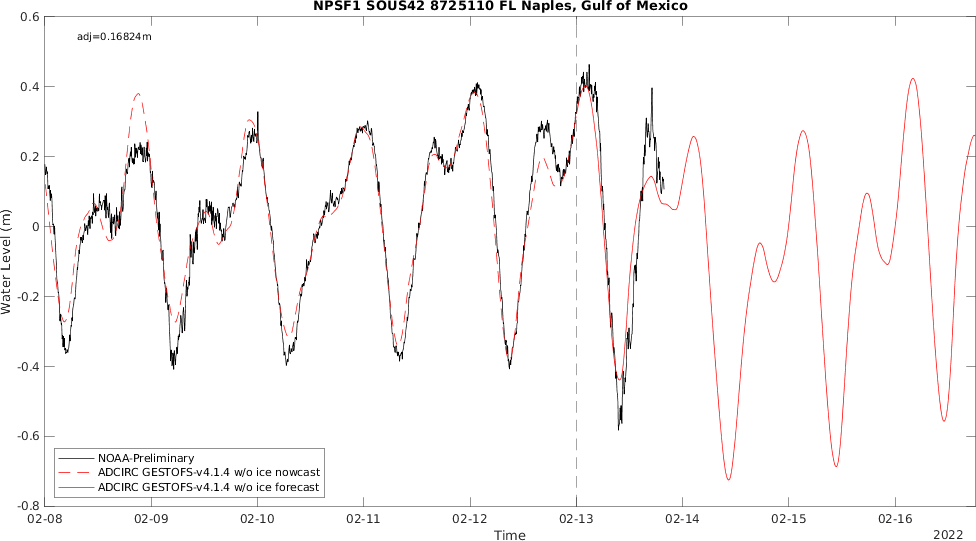 NPSF1 SOUS42 8725110 FL Naples, Gulf of Mexico
adj=0.16824m
0.6
0.4
0.2
0
-0.2
-0.4
-0.6
-0.8
Water Level (m)
NOAA-Preliminary
ADCIRC GESTOFS-v4.1.4 w/o ice nowcast
ADCIRC GESTOFS-v4.1.4 w/o ice forecast
02-08 02-09 02-10 02-11 02-12 02-13 02-14 02-15 02-16
Time
2022